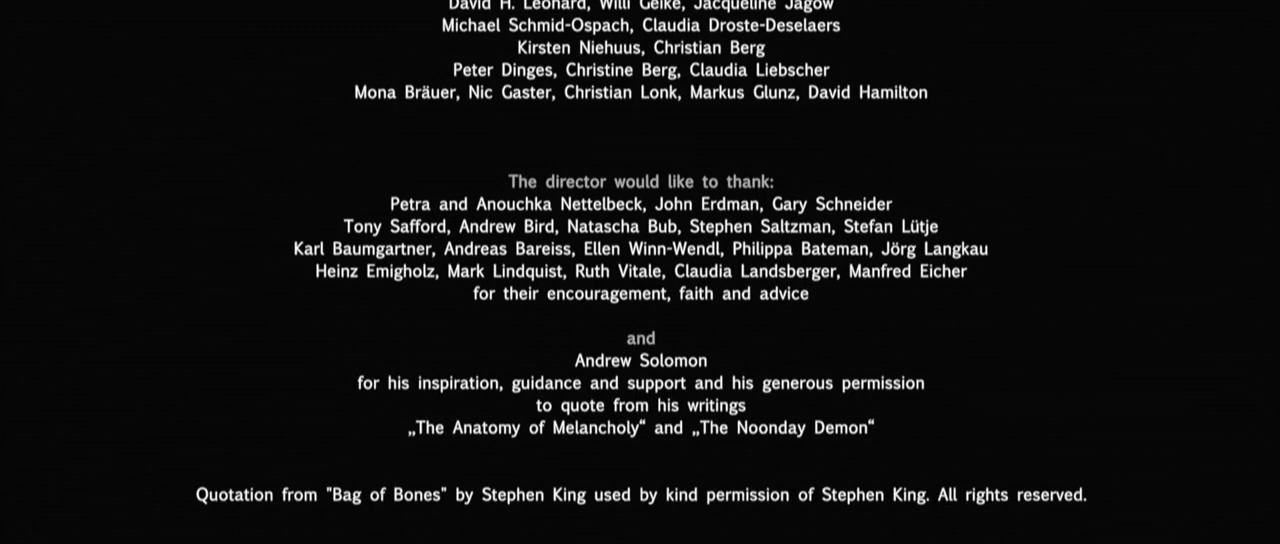 David H. Leonard, Willi Geike, Jacqueline Jagow
Michael Schmid-Ospach, Claudia Droste-Deselaers
Kirsten Niehuus, Christian Berg
Peter Dinges, Christine Berg, Claudia Liebscher
Mona Bräuer, Nic Gaster, Christian Lonk, Markus Glunz, David Hamilton
The director would like to thank:
Petra and Anouchka Nettelbeck, John Erdman, Gary Schneider
Tony Safford, Andrew Bird, Natascha Bub, Stephen Saltzman, Stefan Lütje
Karl Baumgartner, Andreas Bareiss, Ellen Winn-Wendl, Philippa Bateman, Jörg Langkau
Heinz Emigholz, Mark Lindquist, Ruth Vitale, Claudia Landsberger, Manfred Eicher
for their encouragement, faith and advice
and
Andrew Solomon
for his inspiration, guidance and support and his generous permission
to quote from his writings
„The Anatomy of Melancholy“ and „The Noonday Demon“
Quotation from "Bag of Bones" by Stephen King used by kind permission of Stephen King. All rights reserved.